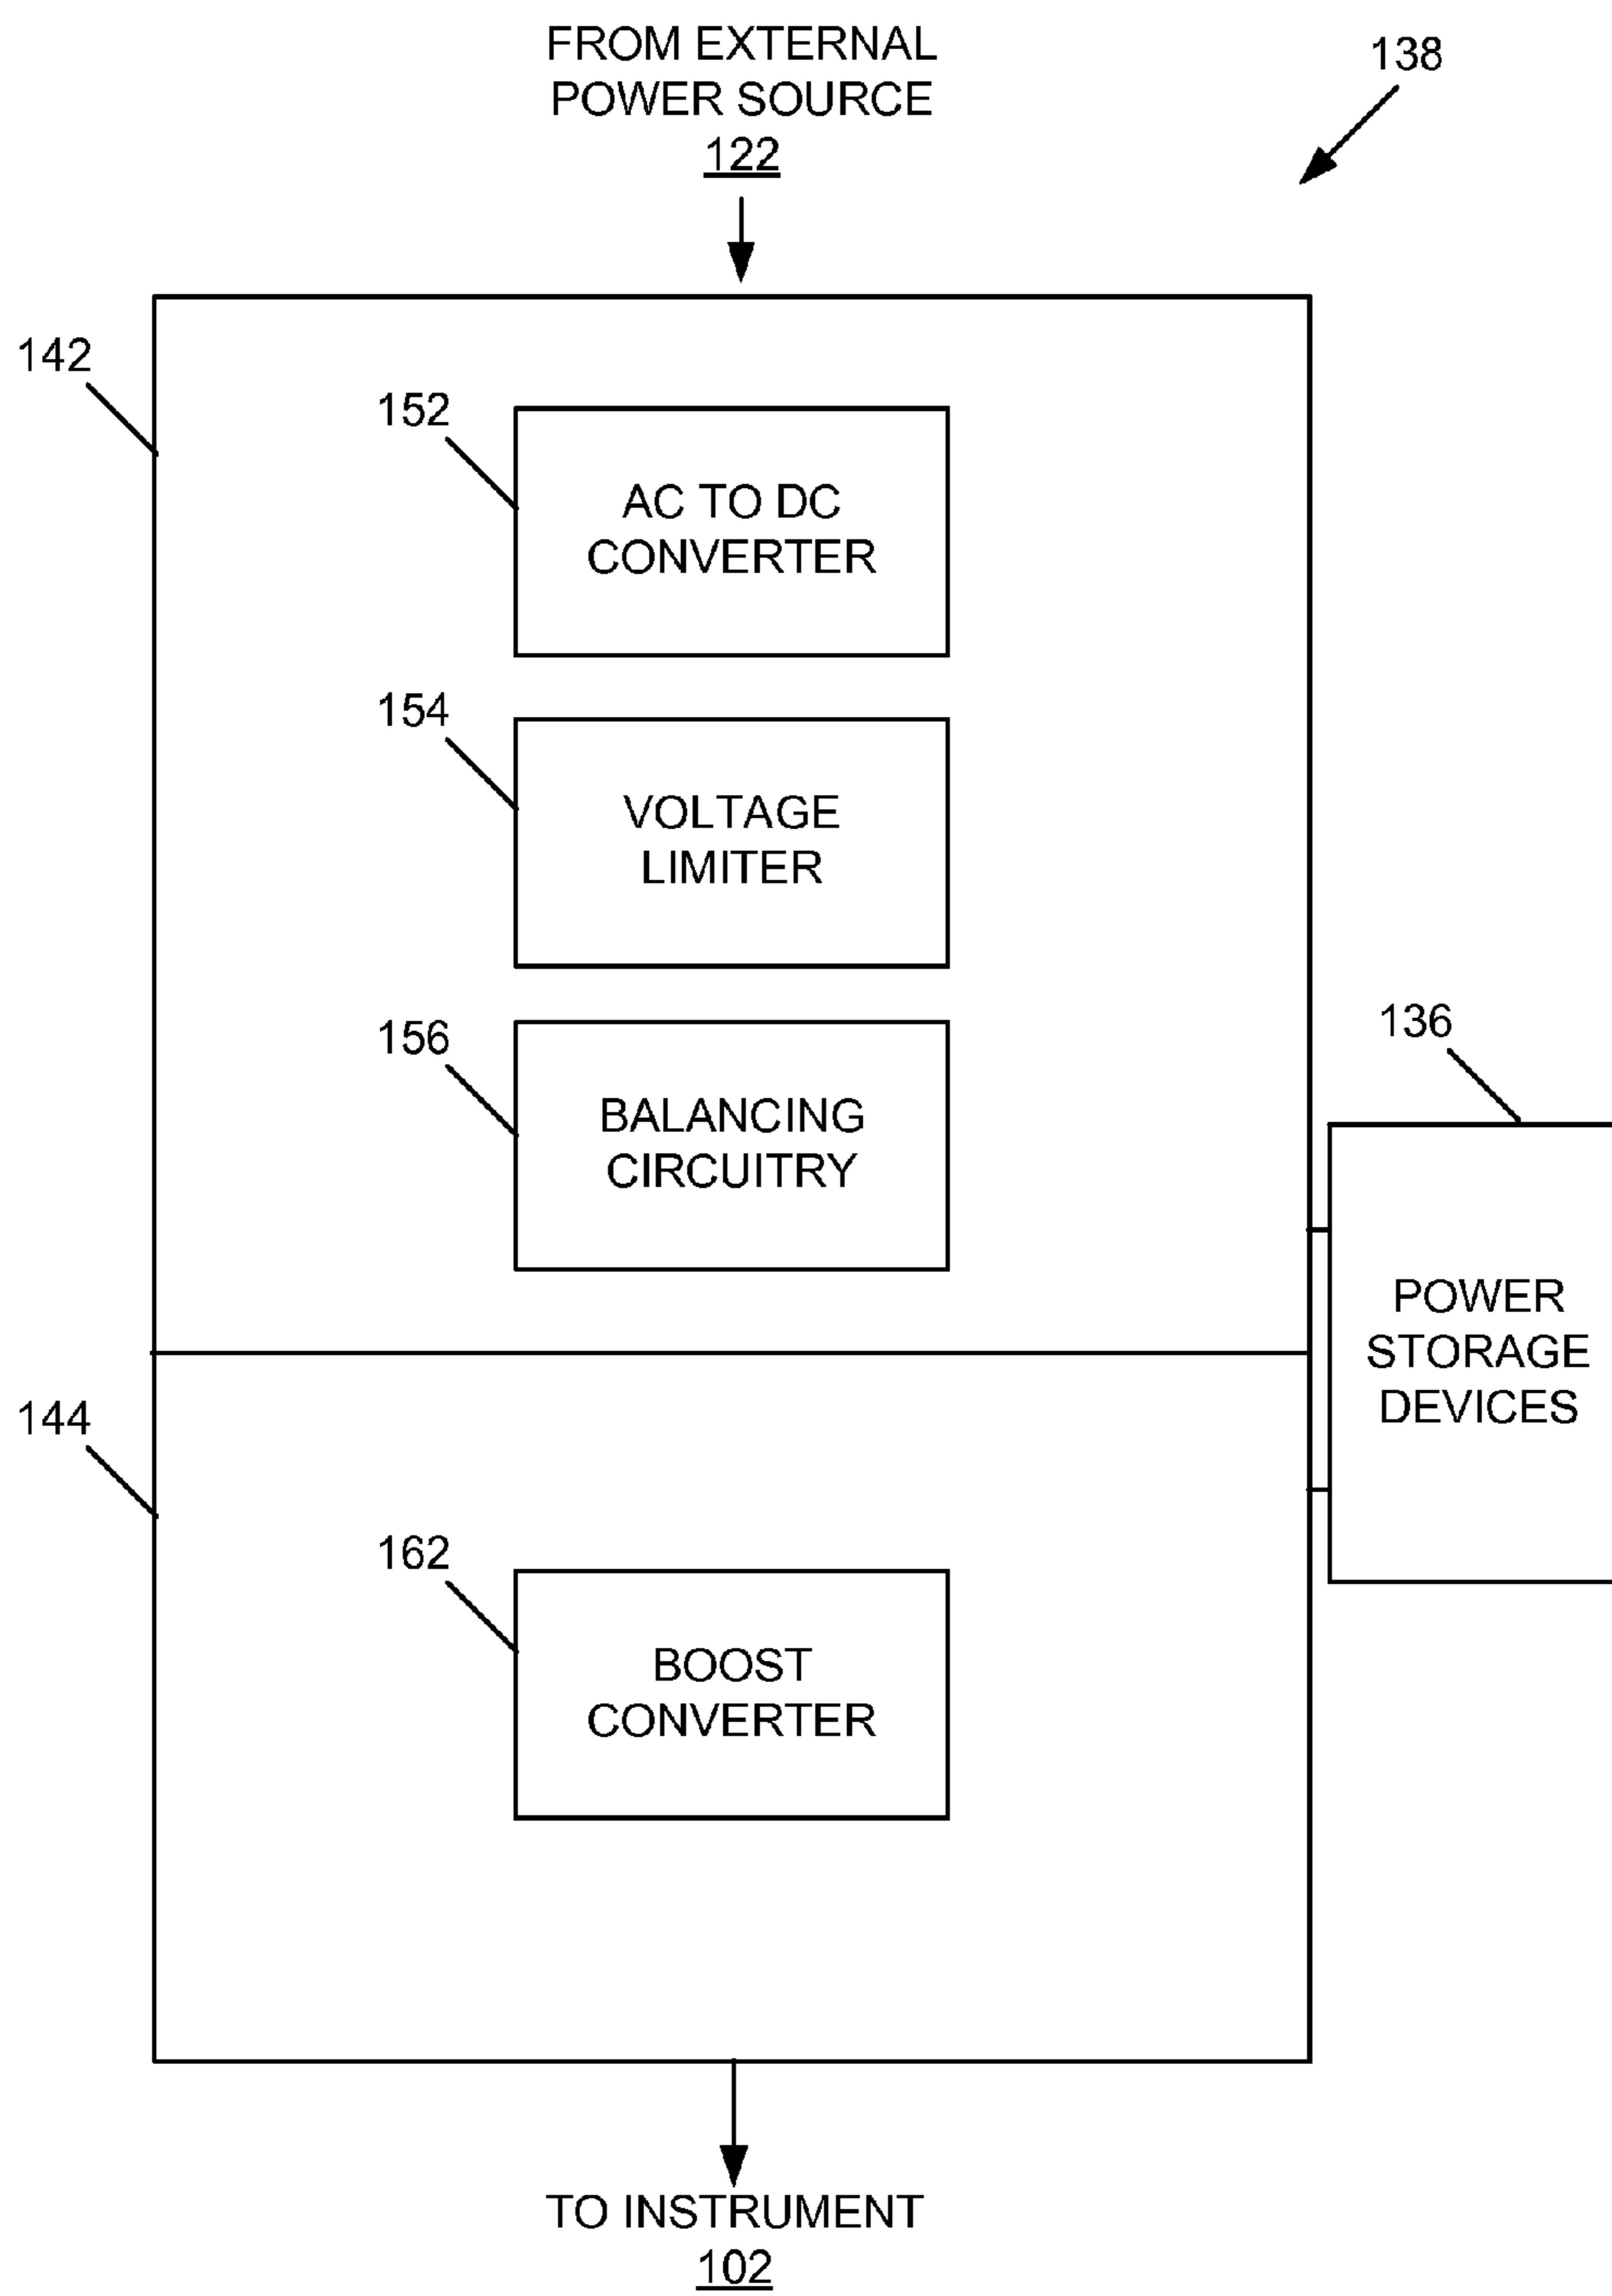 FROM EXTERNAL
POWER SOURCE
122
138
142
152
AC TO DC
CONVERTER
154
VOLTAGE
LIMITER
156
BALANCING
CIRCUITRY
136
POWER
STORAGE
DEVICES
144
162
BOOST
CONVERTER
TO INSTRUMENT
102